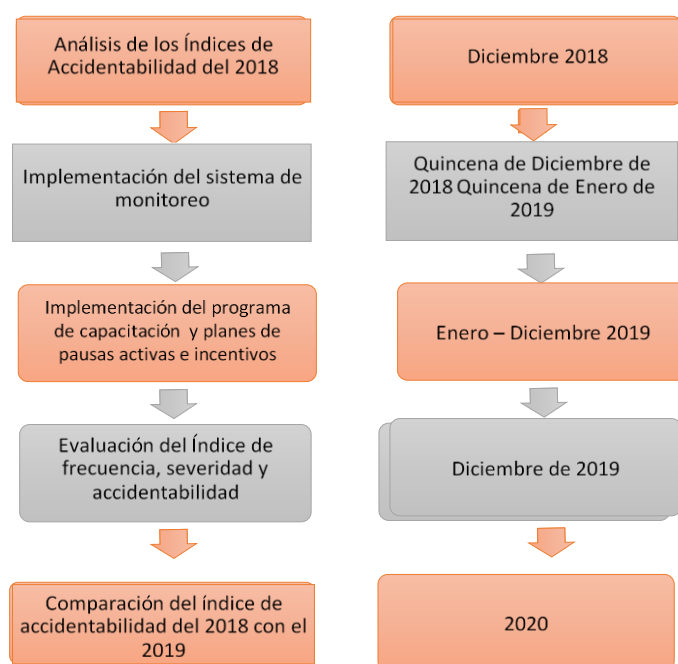 Análisis de los Índices de
Accidentabilidad del 2018
Diciembre 2018
Implementación del sistema de
monitoreo
Quincena de Diciembre de
2018 Quincena de Enero de
2019
Implementación del programa
de capacitación y planes de
pausas activas e incentivos
Enero – Diciembre 2019
Evaluación del Índice de
frecuencia, severidad y
accidentabilidad
Diciembre de 2019
Comparación del índice de
accidentabilidad del 2018 con el
2019
2020